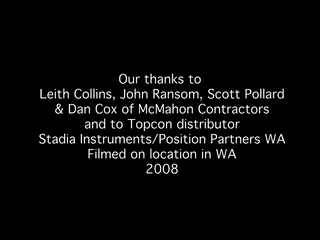 Our thanks to
Leith Collins, John Ransom, Scott Pollard
& Dan Cox of McMahon Contractors
and to Topcon distributor
Stadia Instruments/Position Partners WA
Filmed on location in WA
2008